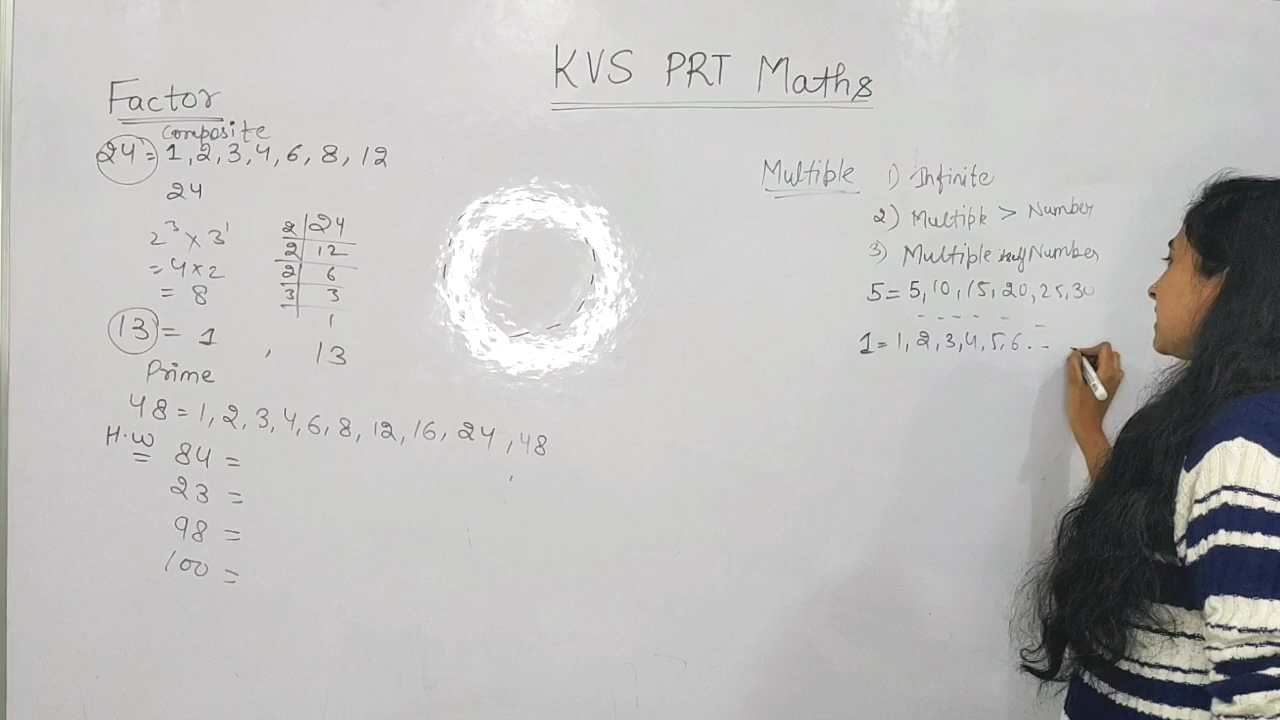 KVS PRT Maths
Factor
Composite
24 = 1, 2, 3, 4, 6, 8, 12
24
2³ × 3¹
= 4 × 2
= 8
2 | 24
2 | 12
2 | 6
3 | 3
1
13 = 1, 13
Prime
48 = 1, 2, 3, 4, 6, 8, 12, 16, 24, 48
H.W
84 =
23 =
98 =
100 =
Multiple 1) Infinite
2) Multiple > Number
3) Multiple Number
5 = 5, 10, 15, 20, 25, 30
1 = 1, 2, 3, 4, 5, 6 . . –